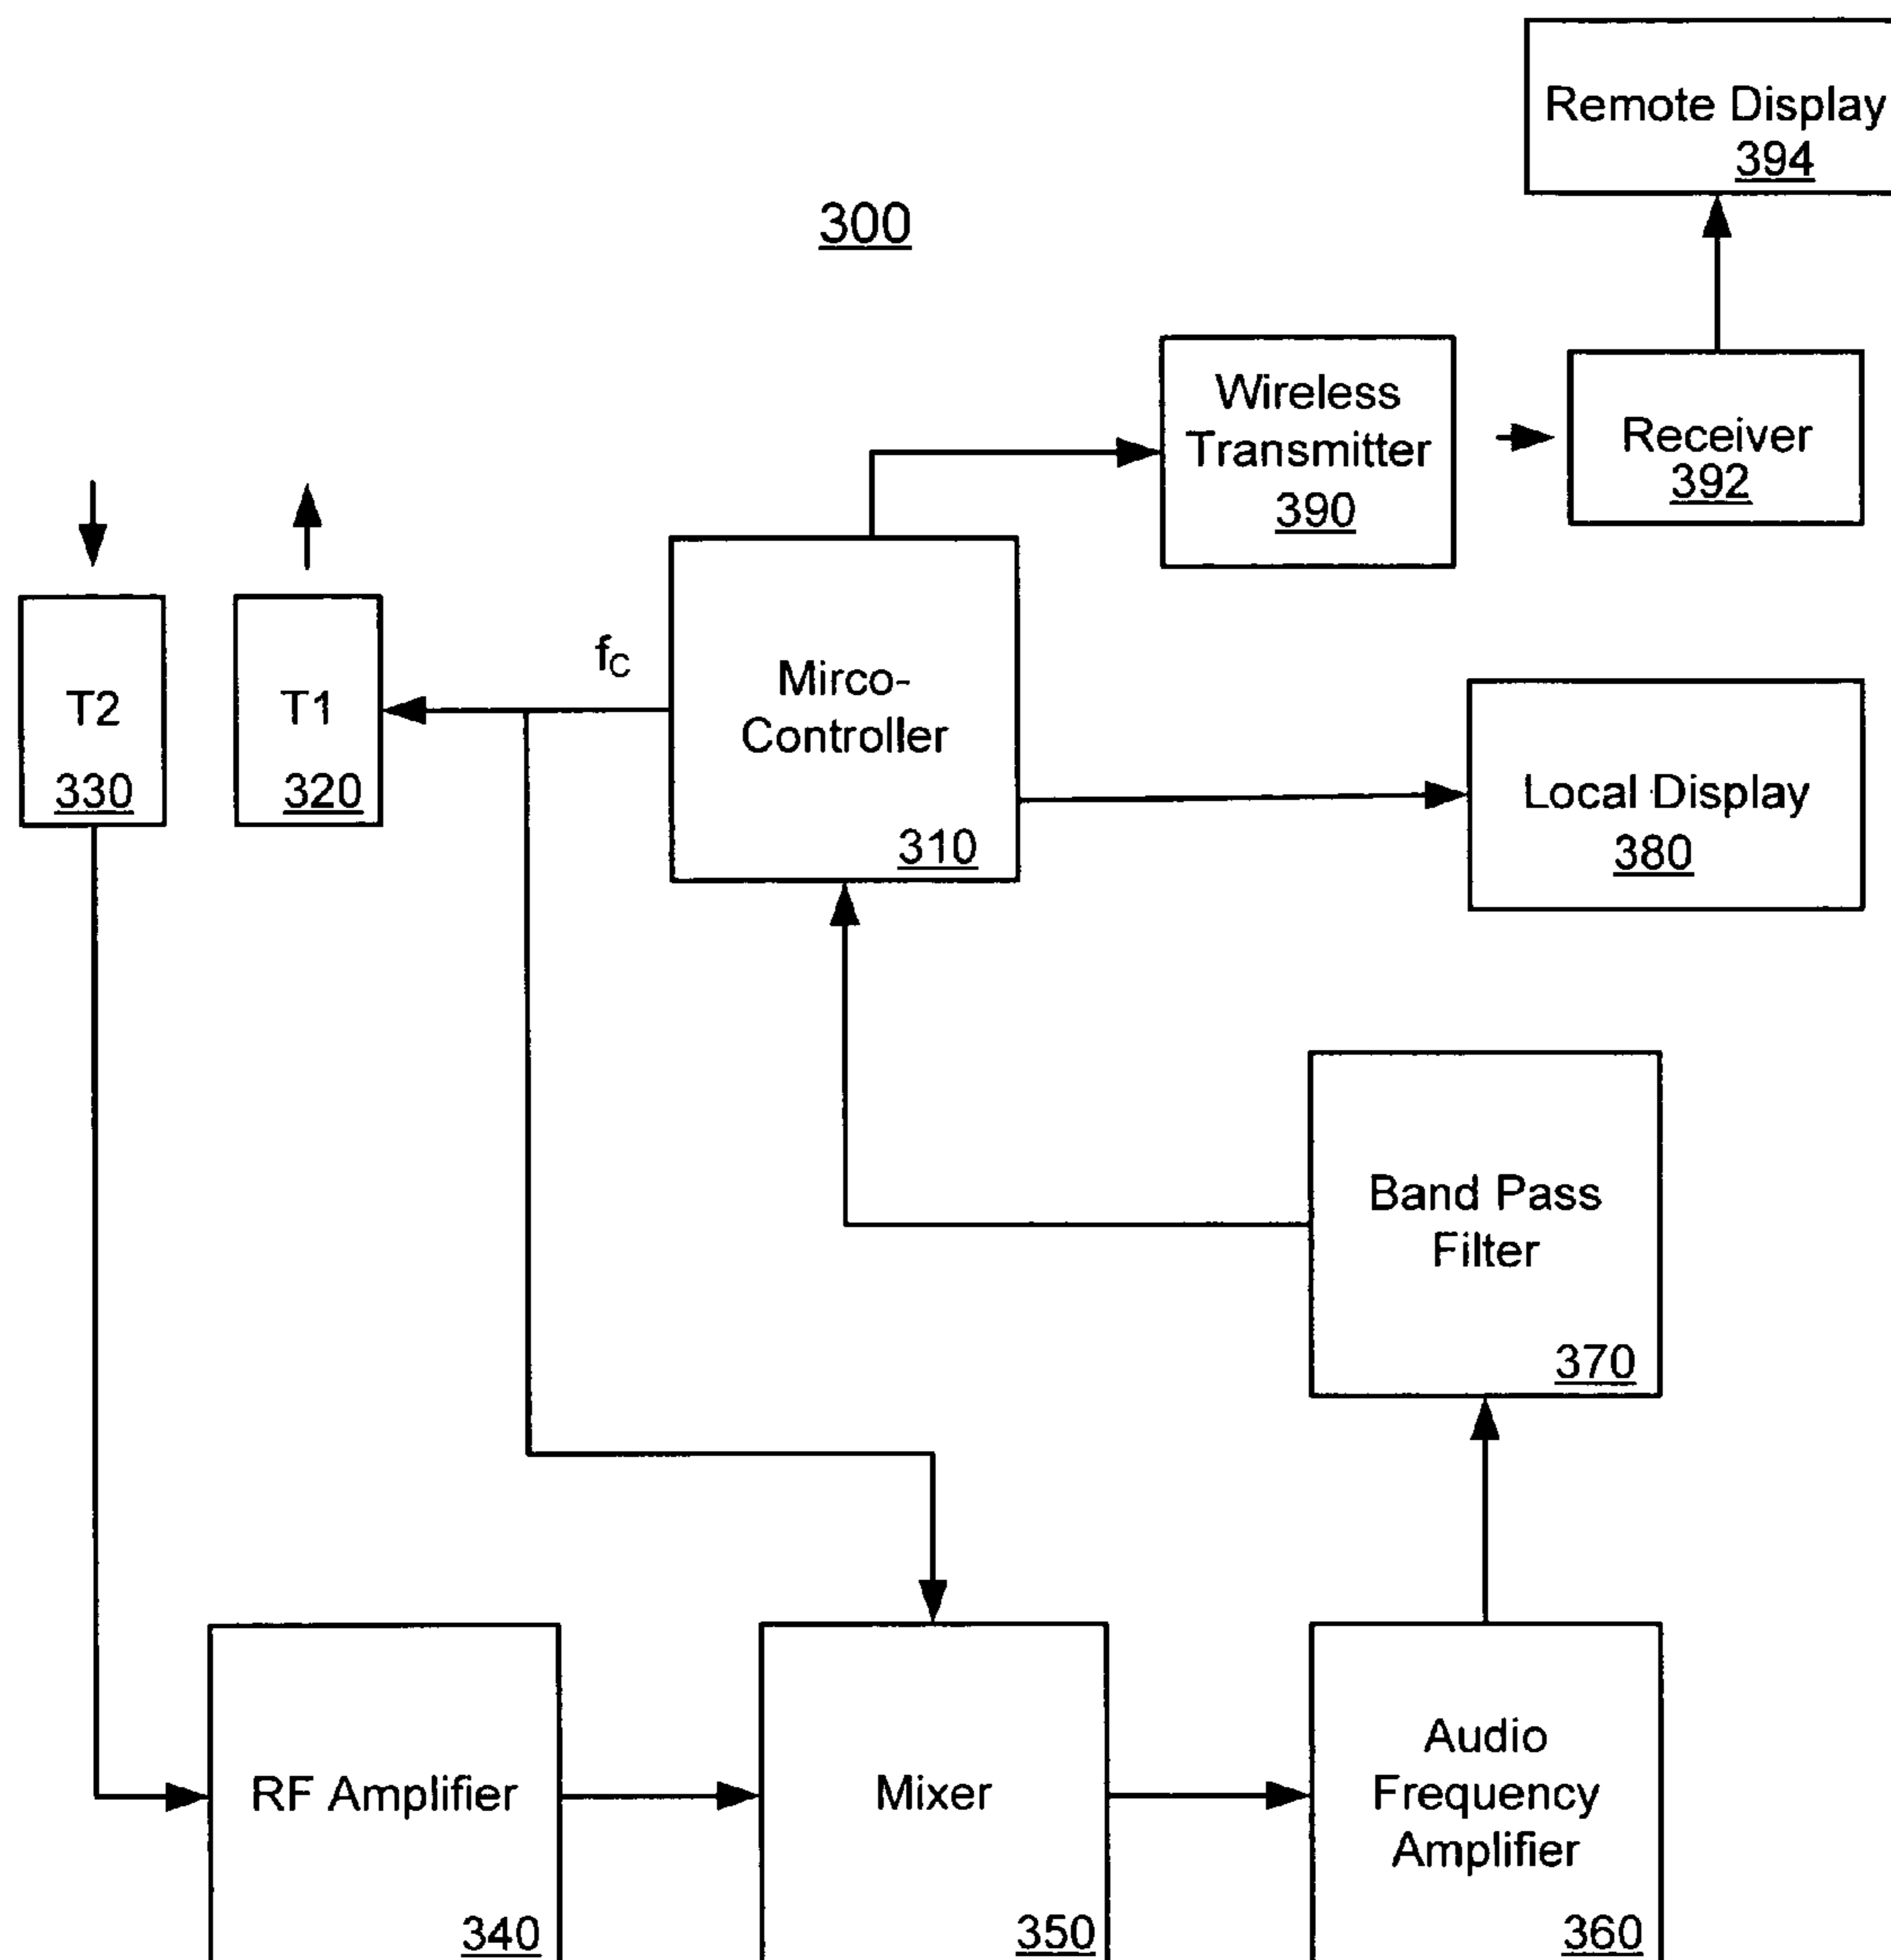 Remote Display
394
300
Wireless
Transmitter
390
Receiver
392
T2
330
T1
320
fC
Mirco-
Controller
310
Local Display
380
Band Pass
Filter
370
RF Amplifier
340
Mixer
350
Audio
Frequency
Amplifier
360